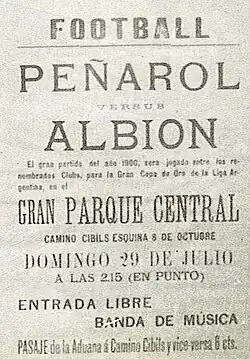 FOOTBALL
PEÑAROL
VERSUS
ALBION
El gran partido del año 1900, sera jugado entre los re-
nombrados Clubs, para la Gran Copa de Oro de la Liga Ar-
gentina, en el
GRAN PARQUE CENTRAL
CAMINO CIBILS ESQUINA 8 DE OCTUBRE
DOMINGO 29 DE JULIO
A LAS 2.15 (EN PUNTO)
ENTRADA LIBRE
BANDA DE MÚSICA
PASAJE de la Aduana á Camino Cibils y vice-versa 6 cts.